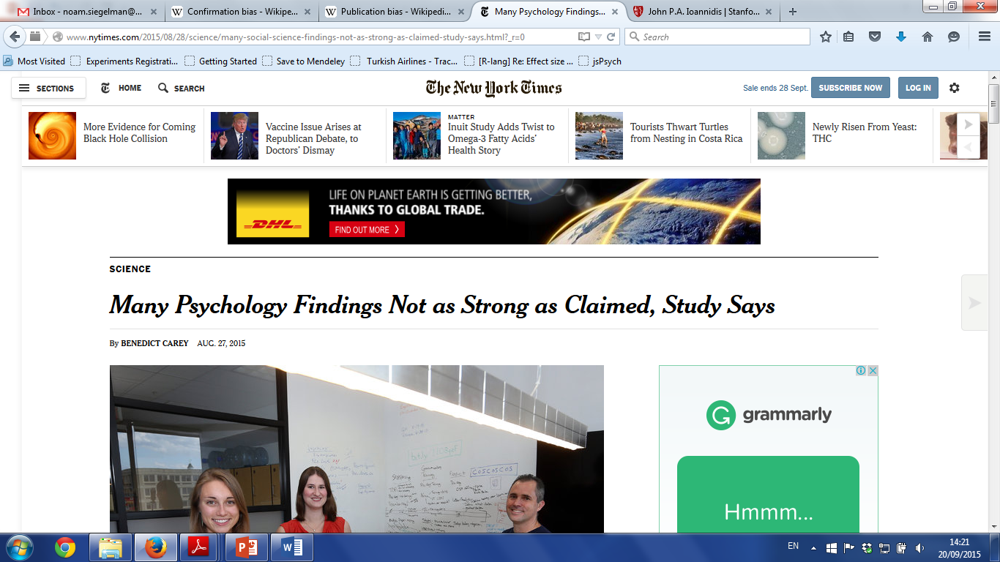 Inbox - noam.siegelman@...
Confirmation bias - Wikipe...
Publication bias - Wikipedi...
Many Psychology Findings...
John P.A. Ioannidis | Stanfo...
www.nytimes.com/2015/08/28/science/many-social-science-findings-not-as-strong-as-claimed-study-says.html?_r=0
Search
Most Visited
Experiments Registrati...
Getting Started
Save to Mendeley
Turkish Airlines - Trac...
[R-lang] Re: Effect size ...
jsPsych
SECTIONS
HOME
SEARCH
The New York Times
Sale ends 28 Sept.
SUBSCRIBE NOW
LOG IN
More Evidence for Coming
Black Hole Collision
Vaccine Issue Arises at
Republican Debate, to
Doctors' Dismay
MATTER
Inuit Study Adds Twist to
Omega-3 Fatty Acids'
Health Story
Tourists Thwart Turtles
from Nesting in Costa Rica
Newly Risen From Yeast:
THC
DHL
LIFE ON PLANET EARTH IS GETTING BETTER,
THANKS TO GLOBAL TRADE.
FIND OUT MORE
SCIENCE
Many Psychology Findings Not as Strong as Claimed, Study Says
By BENEDICT CAREY AUG. 27, 2015
COSCOSCOS
grammarly
Hmmm...
EN
14:21
20/09/2015